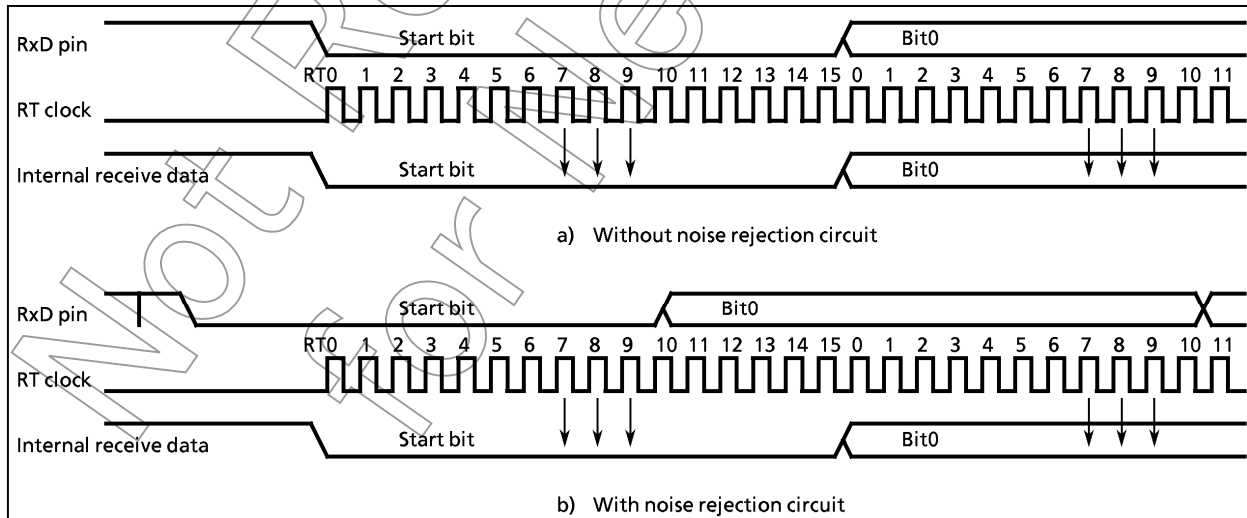 RxD pin
Start bit
Bit0
RT0 1 2 3 4 5 6 7 8 9 10 11 12 13 14 15 0 1 2 3 4 5 6 7 8 9 10 11
RT clock
Internal receive data
Start bit
Bit0
a) Without noise rejection circuit
RxD pin
Start bit
Bit0
RT0 1 2 3 4 5 6 7 8 9 10 11 12 13 14 15 0 1 2 3 4 5 6 7 8 9 10 11
RT clock
Internal receive data
Start bit
Bit0
b) With noise rejection circuit
Not
for